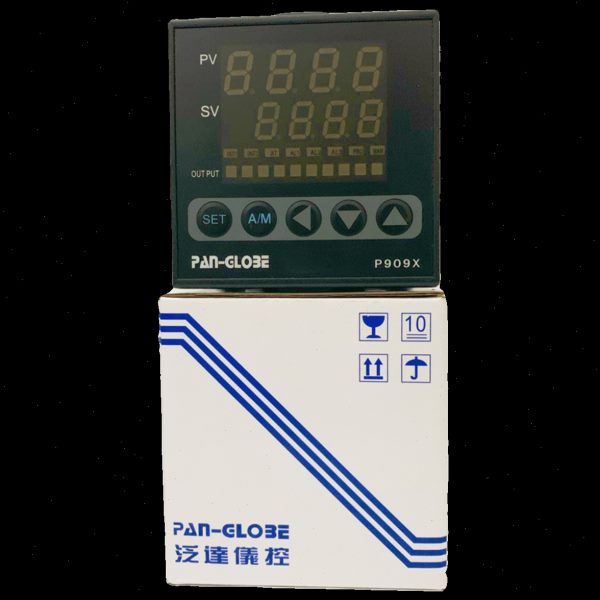 PV 8888
SV 8888
OUT PUT
SET A/M
PAN-GLOBE P909X
10
PAN-GLOBE
泛達儀控